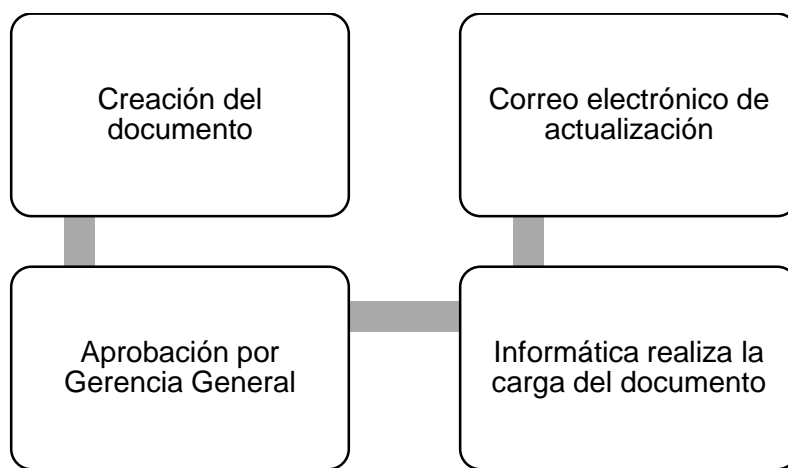 Creación del
documento
Aprobación por
Gerencia General
Informática realiza la
carga del documento
Correo electrónico de
actualización